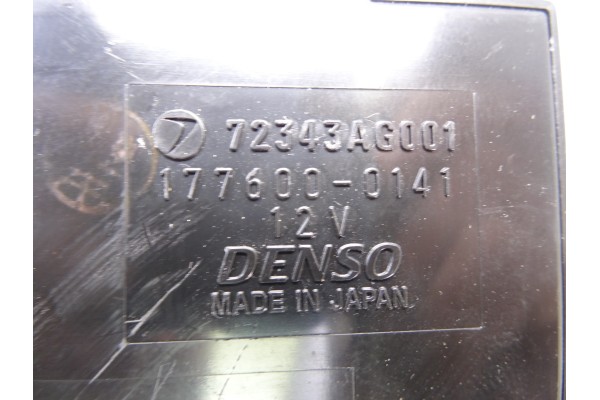 72343AG001
177600-0141
12V
DENSO
MADE IN JAPAN